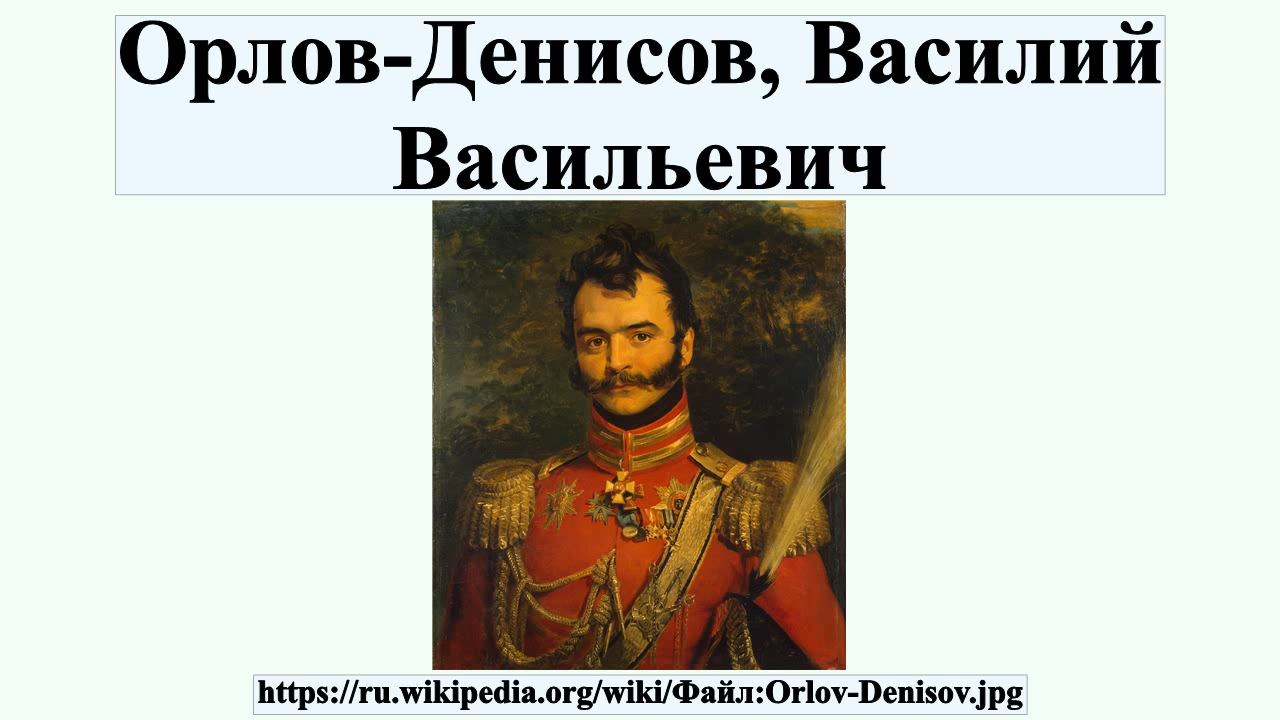 Орлов-Денисов, Василий
Васильевич
https://ru.wikipedia.org/wiki/Файл:Orlov-Denisov.jpg